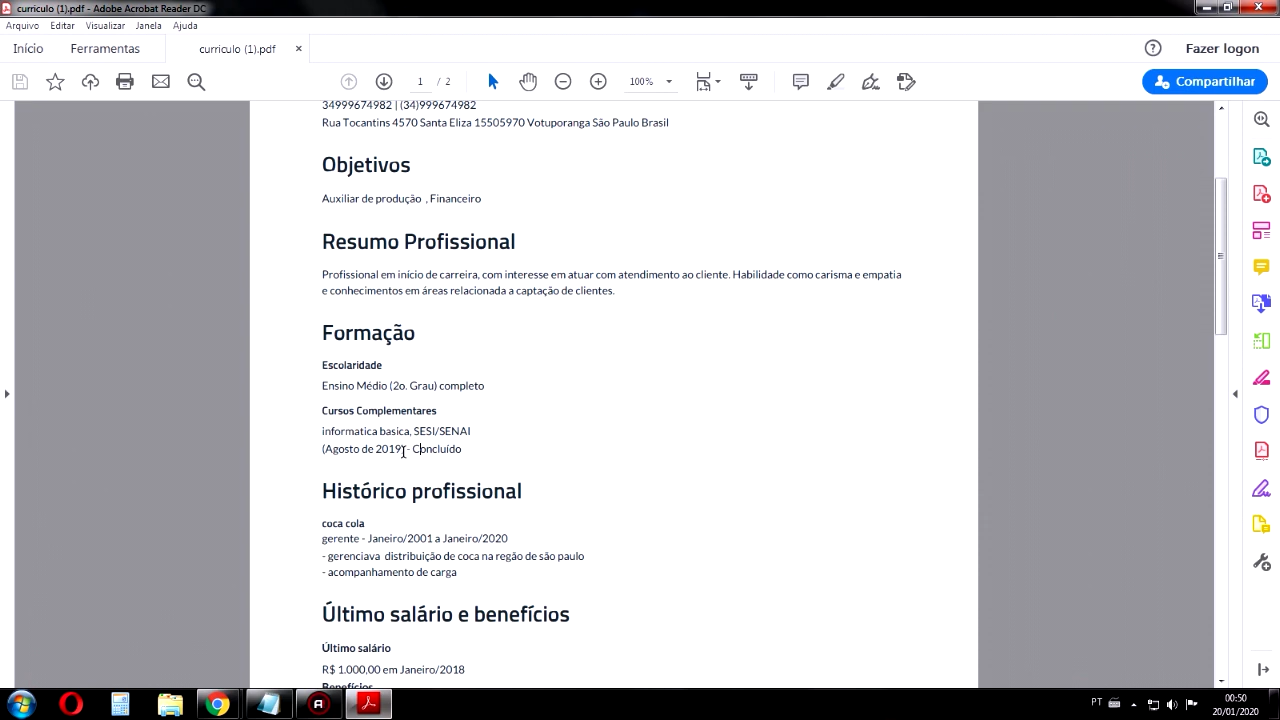 curriculo (1).pdf - Adobe Acrobat Reader DC
Arquivo Editar Visualizar Janela Ajuda
Início Ferramentas curriculo (1).pdf × Fazer logon
1 / 2 100% Compartilhar
34999674982 | (34)999674982
Rua Tocantins 4570 Santa Eliza 15505970 Votuporanga São Paulo Brasil
Objetivos
Auxiliar de produção , Financeiro
Resumo Profissional
Profissional em início de carreira, com interesse em atuar com atendimento ao cliente. Habilidade como carisma e empatia
e conhecimentos em áreas relacionada a captação de clientes.
Formação
Escolaridade
Ensino Médio (2o. Grau) completo
Cursos Complementares
informatica basica, SESI/SENAI
(Agosto de 2019) - Concluído
Histórico profissional
coca cola
gerente - Janeiro/2001 a Janeiro/2020
- gerenciava distribuição de coca na regão de são paulo
- acompanhamento de carga
Último salário e benefícios
Último salário
R$ 1.000,00 em Janeiro/2018
Benefícios
PT 00:50
20/01/2020